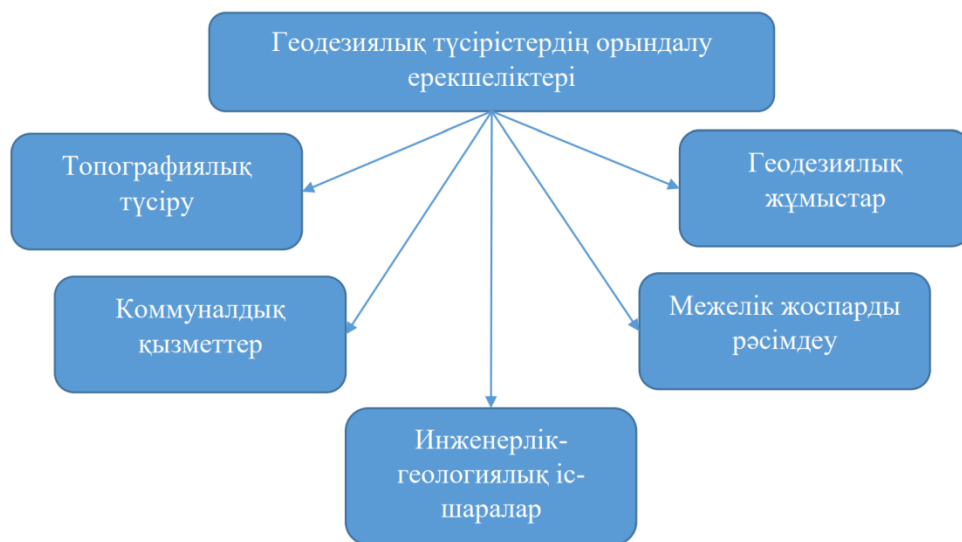 Геодезиялық түсірістердің орындалу
ерекшеліктері
Топографиялық
түсіру
Геодезиялық
жұмыстар
Коммуналдық
қызметтер
Межелік жоспарды
рәсімдеу
Инженерлік-
геологиялық іс-
шаралар